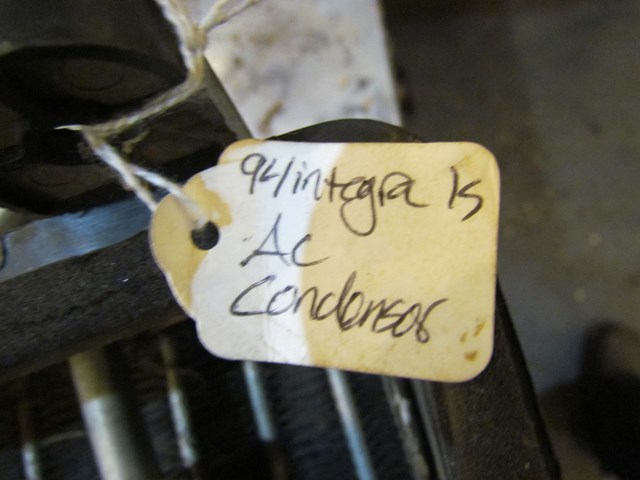 94 integra ls
AC
Condensor